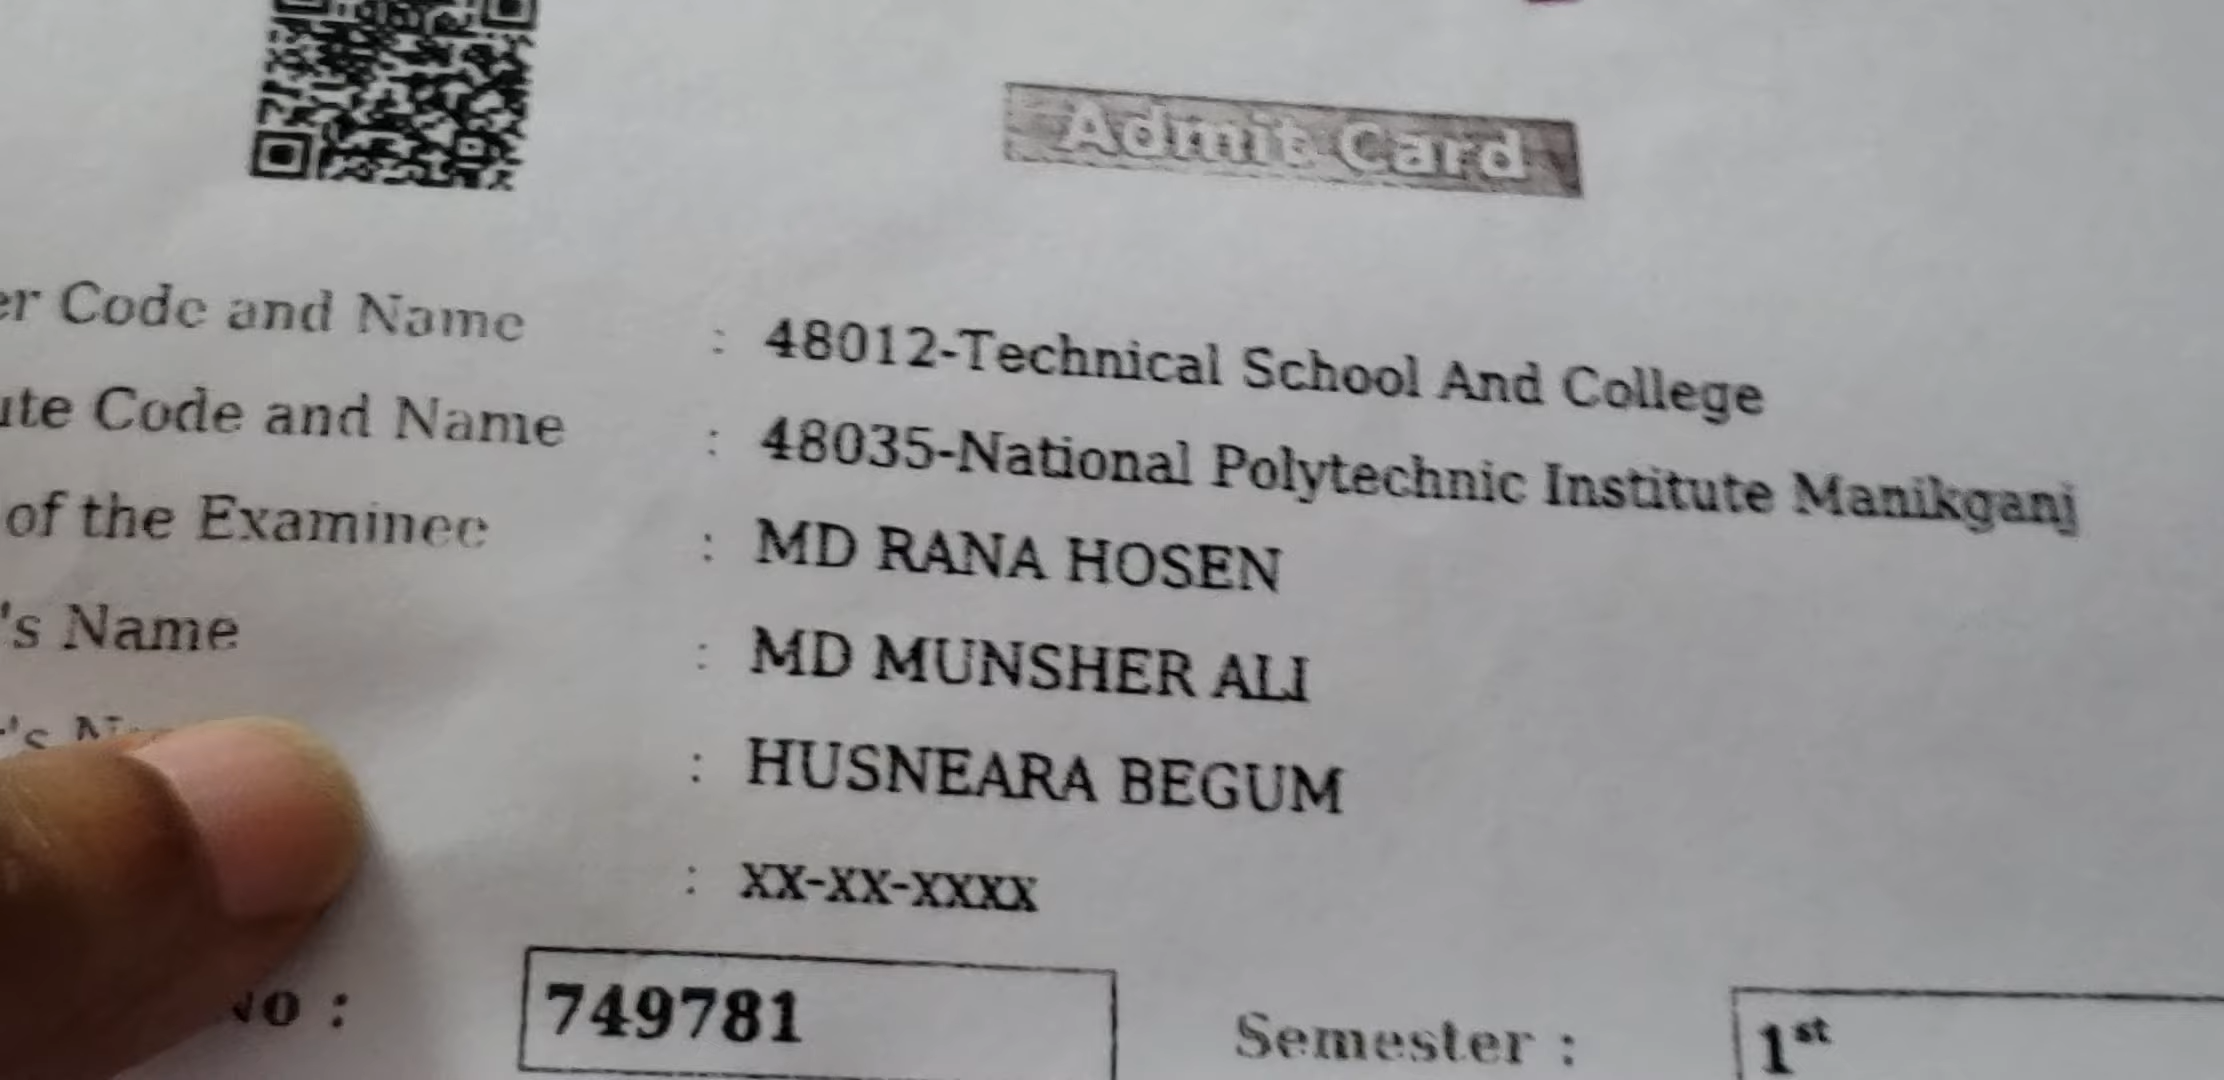 Admit Card
er Code and Name : 48012-Technical School And College
ute Code and Name : 48035-National Polytechnic Institute Manikganj
of the Examinee : MD RANA HOSEN
's Name : MD MUNSHER ALI
's : HUSNEARA BEGUM
: XX-XX-XXXX
No : 749781 Semester : 1st